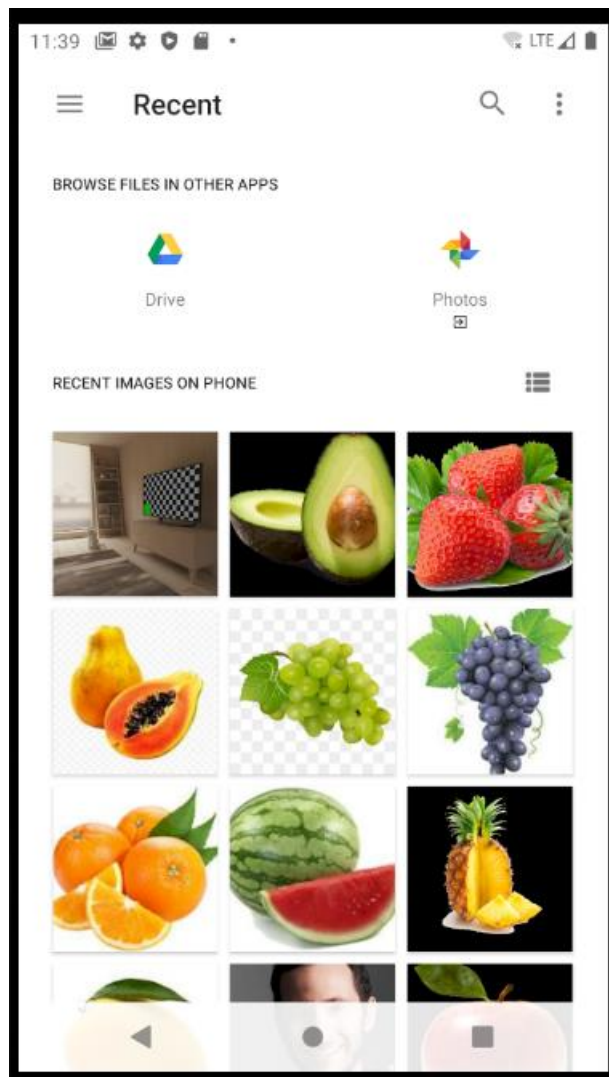 11:39 LTE
Recent
BROWSE FILES IN OTHER APPS
Drive Photos
RECENT IMAGES ON PHONE